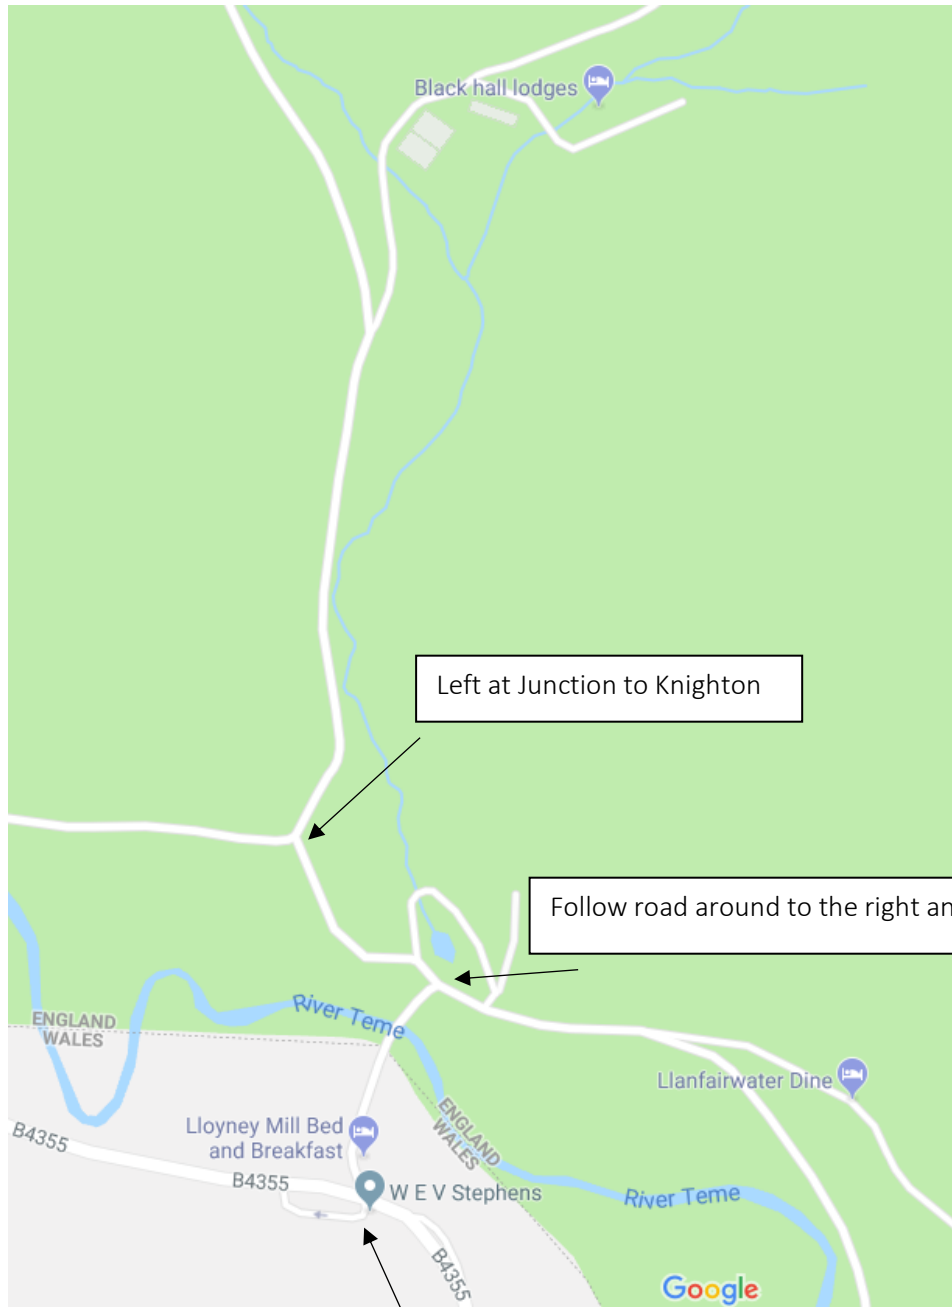 Black hall lodges
Left at Junction to Knighton
Follow road around to the right an
River Teme
ENGLAND
WALES
Llanfairwater Dine
ENGLAND
WALES
Lloyney Mill Bed
and Breakfast
B4355
B4355
W E V Stephens
River Teme
B4355
Google